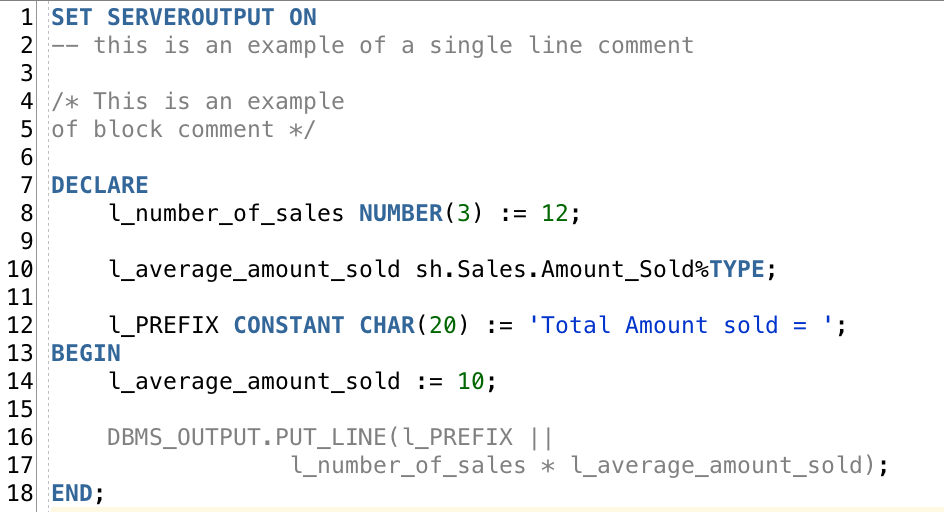 1 SET SERVEROUTPUT ON
2 -- this is an example of a single line comment
3
4 /* This is an example
5 of block comment */
6
7 DECLARE
8     l_number_of_sales NUMBER(3) := 12;
9
10     l_average_amount_sold sh.Sales.Amount_Sold%TYPE;
11
12     l_PREFIX CONSTANT CHAR(20) := 'Total Amount sold = ';
13 BEGIN
14     l_average_amount_sold := 10;
15
16     DBMS_OUTPUT.PUT_LINE(l_PREFIX ||
17                  l_number_of_sales * l_average_amount_sold);
18 END;